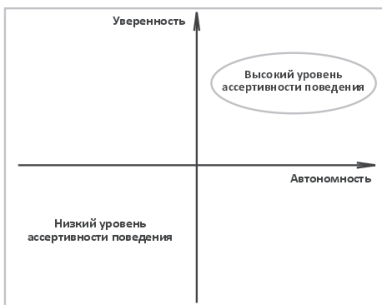 Уверенность
Высокий уровень
ассертивности поведения
Автономность
Низкий уровень
ассертивности поведения